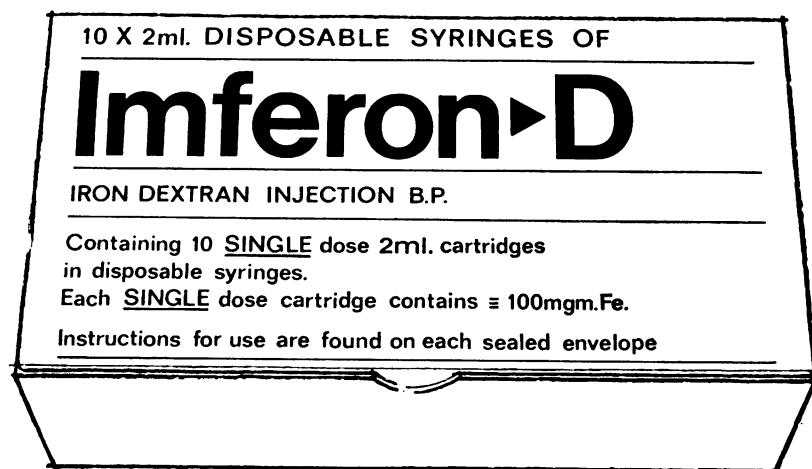 10 X 2ml. DISPOSABLE SYRINGES OF
Imferon▸D
IRON DEXTRAN INJECTION B.P.
Containing 10 SINGLE dose 2ml. cartridges
in disposable syringes.
Each SINGLE dose cartridge contains ≡ 100mgm.Fe.
Instructions for use are found on each sealed envelope